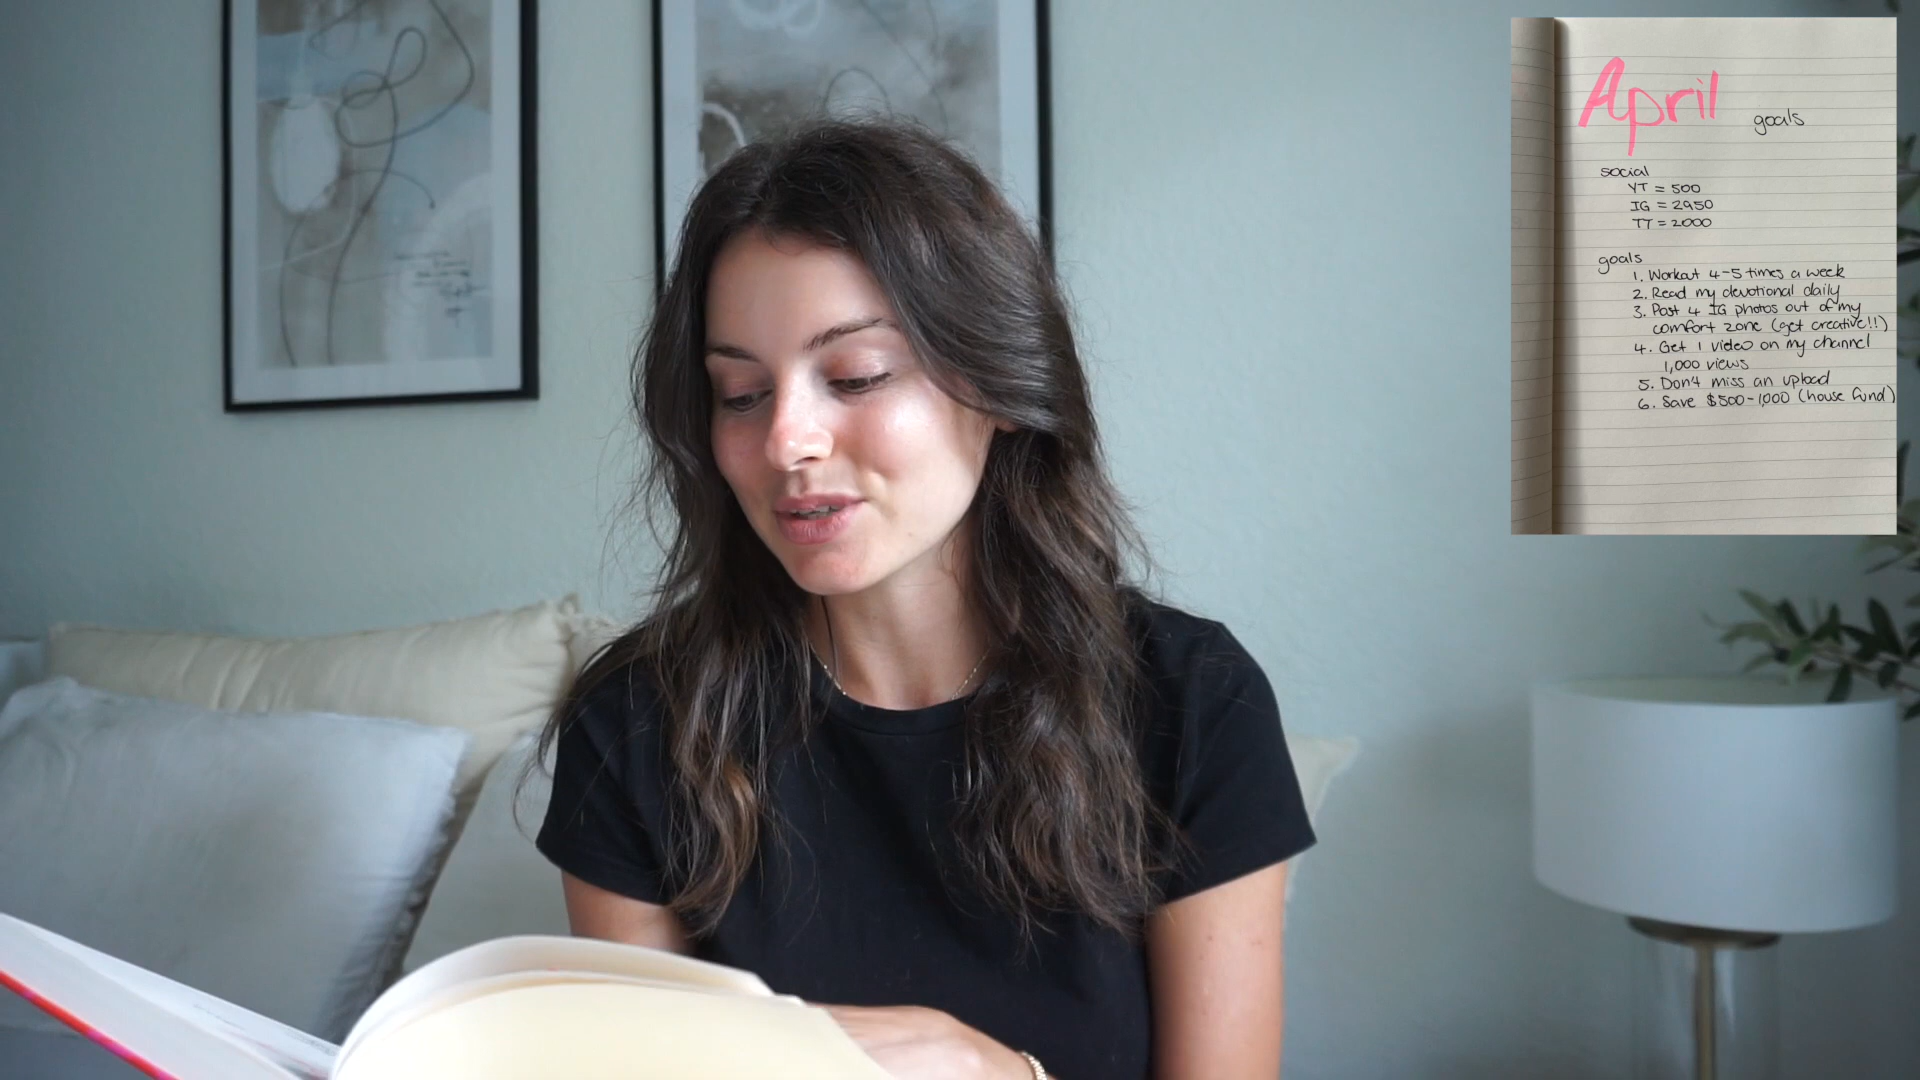 April goals
social
YT = 500
IG = 2950
TT = 2000
goals
1. Workout 4-5 times a week
2. Read my devotional daily
3. Post 4 IG photos out of my
comfort zone (get creative!!)
4. Get 1 video on my channel
1,000 views
5. Don't miss an upload
6. Save $500-1,000 (house fund)